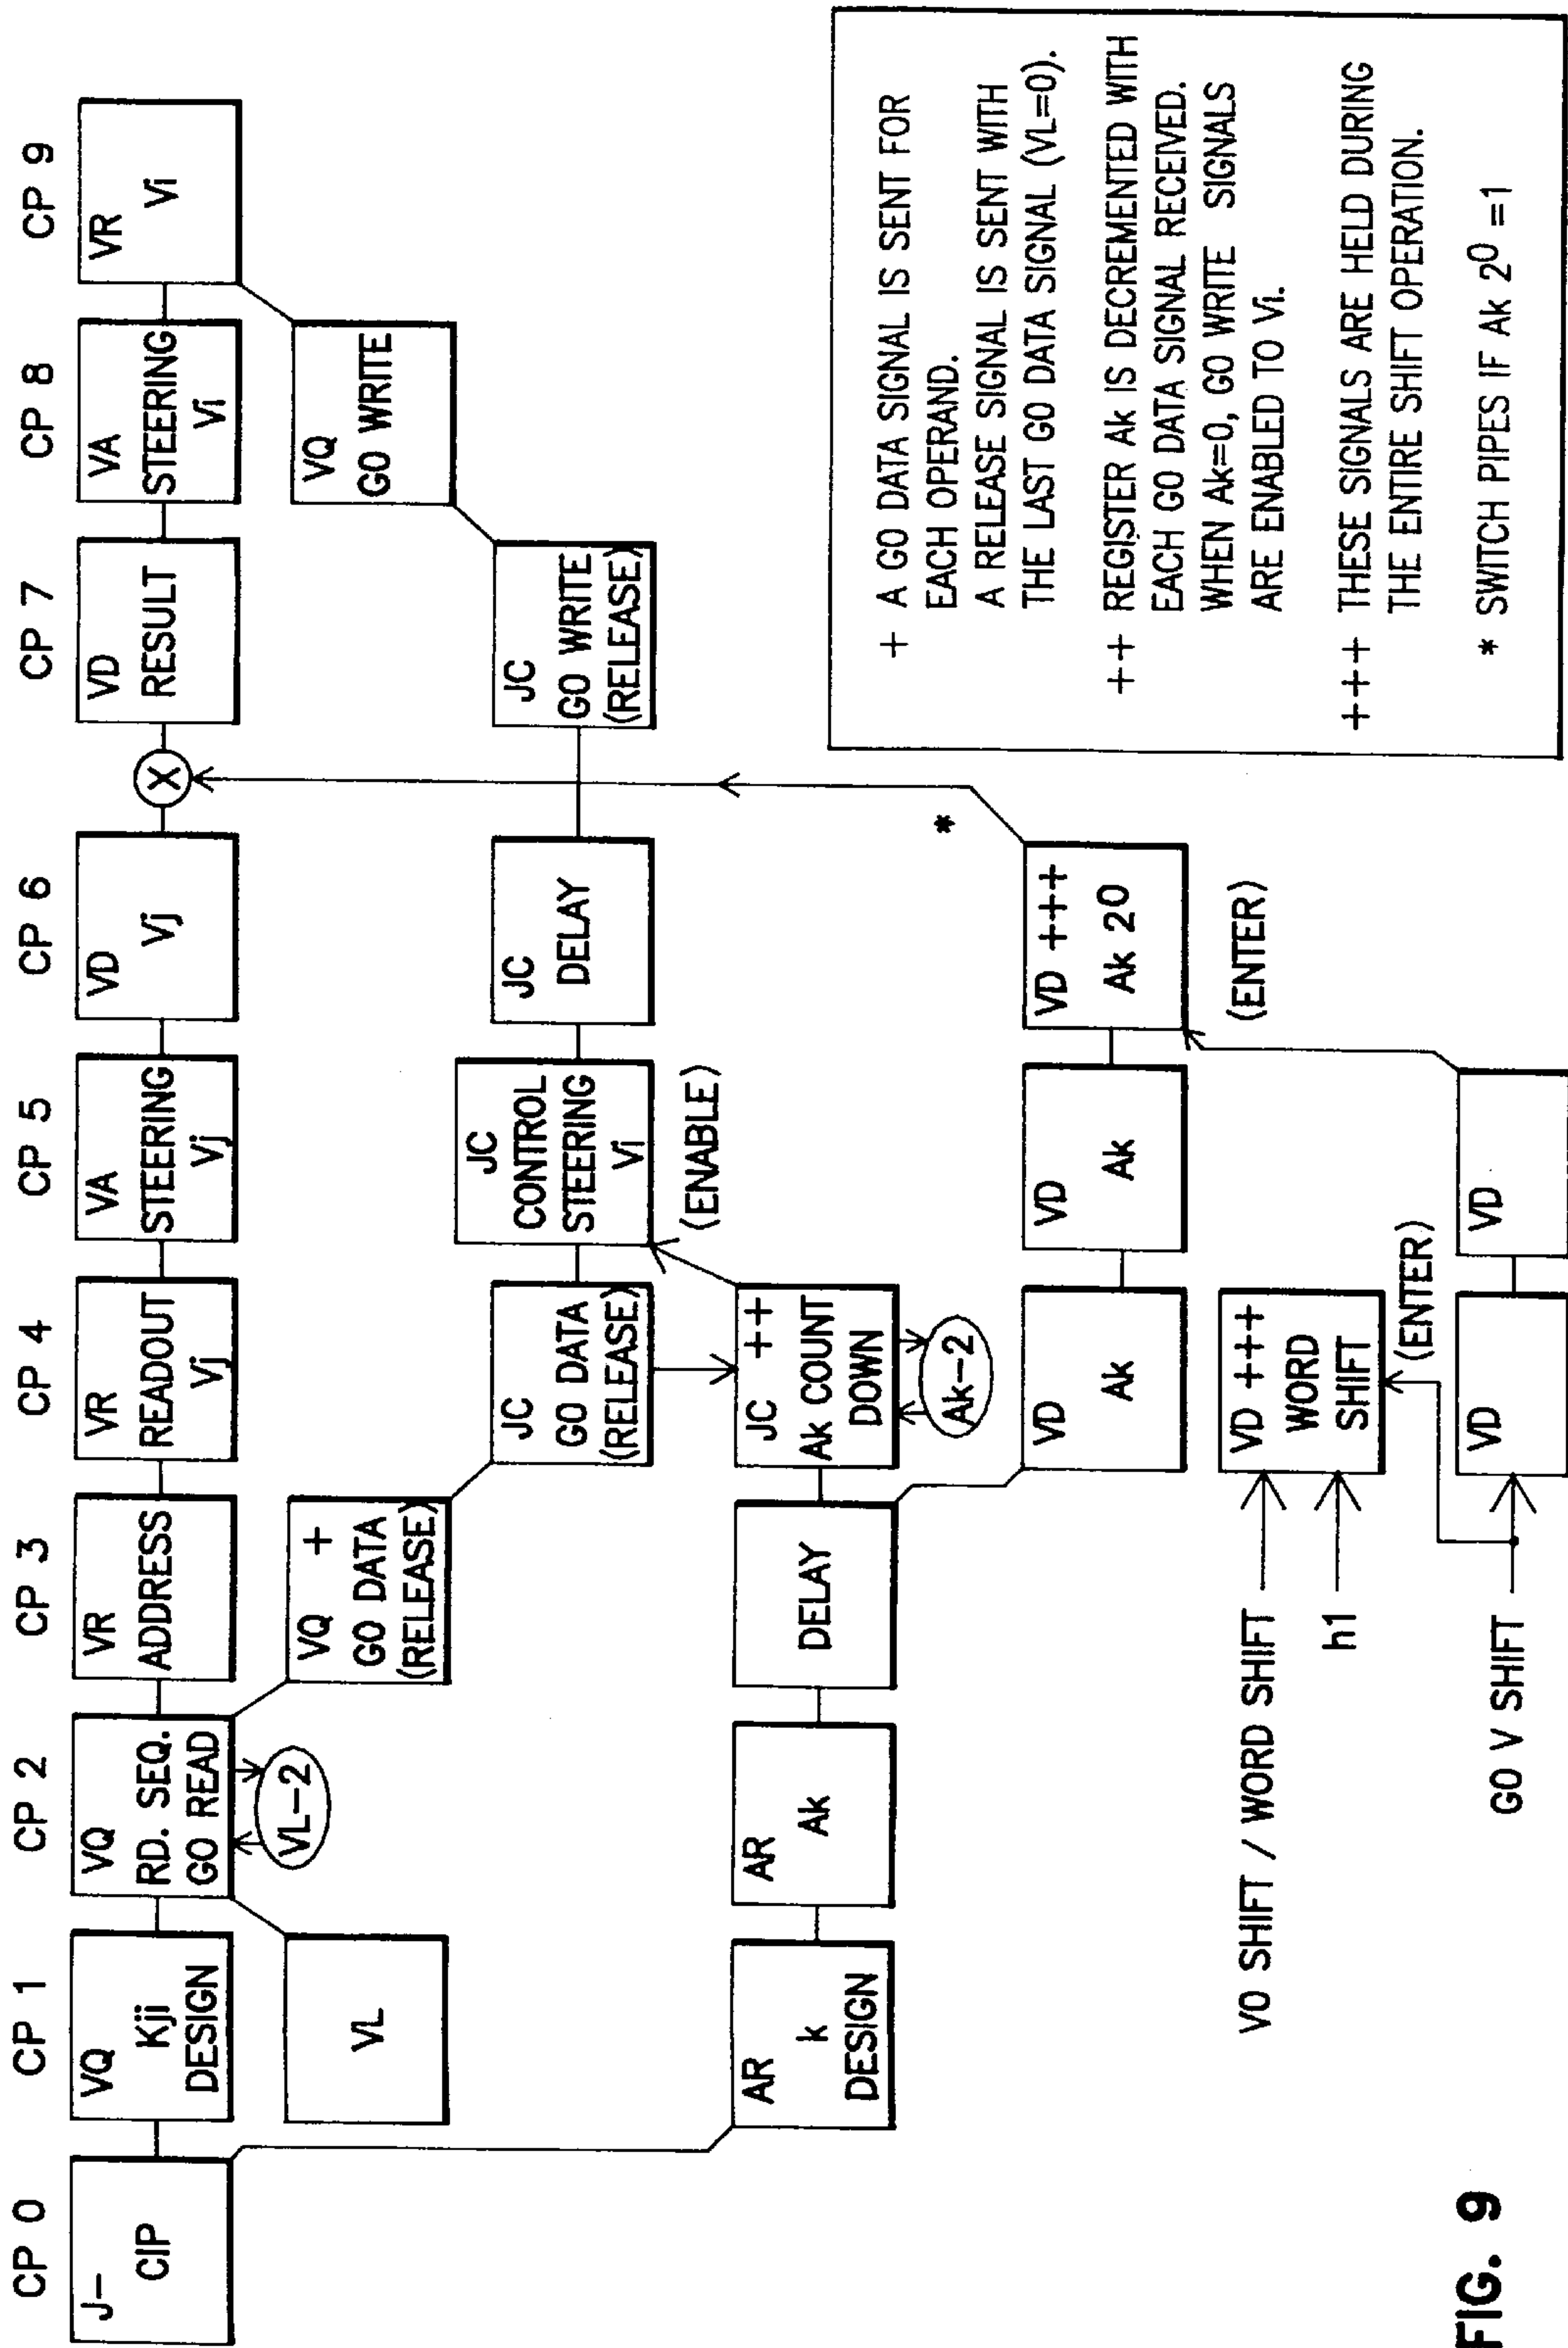 CP 0
CP 1
CP 2
CP 3
CP 4
CP 5
CP 6
CP 7
CP 8
CP 9
J-
CIP
VQ
Kji
DESIGN
VQ
RD. SEQ.
GO READ
VR
ADDRESS
VR
READOUT
Vj
VA
STEERING
Vj
VD
Vj
X
VD
RESULT
VA
STEERING
Vi
VR
Vi
VL
VL-2
VQ +
GO DATA
(RELEASE)
JC
GO DATA
(RELEASE)
JC
CONTROL
STEERING
Vi
(ENABLE)
JC
DELAY
JC
GO WRITE
(RELEASE)
VQ
GO WRITE
AR
k
DESIGN
AR
Ak
DELAY
JC ++
Ak COUNT
DOWN
Ak-2
VD
Ak
VD
Ak
VD +++
Ak 2⁰
*
(ENTER)
VO SHIFT / WORD SHIFT
h1
VD +++
WORD
SHIFT
(ENTER)
GO V SHIFT
VD
VD
+ A GO DATA SIGNAL IS SENT FOR
EACH OPERAND.
A RELEASE SIGNAL IS SENT WITH
THE LAST GO DATA SIGNAL (VL=0).
++ REGISTER Ak IS DECREMENTED WITH
EACH GO DATA SIGNAL RECEIVED.
WHEN Ak=0, GO WRITE SIGNALS
ARE ENABLED TO Vi.
+++ THESE SIGNALS ARE HELD DURING
THE ENTIRE SHIFT OPERATION.
* SWITCH PIPES IF Ak 2⁰ =1
FIG. 9